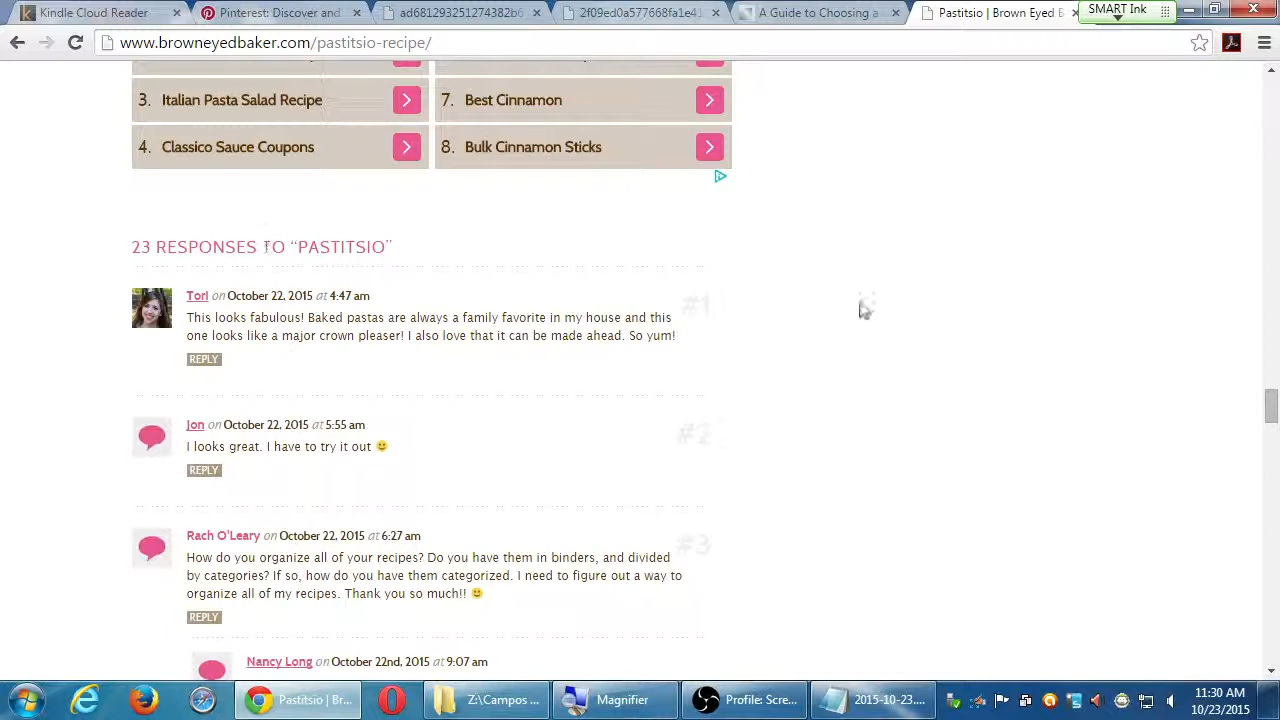 Kindle Cloud Reader
Pinterest: Discover and
ad681293251274382b6
2f09ed0a577668fa1e41
A Guide to Choosing a
Pastitsio | Brown Eyed B
SMART Ink
www.browneyedbaker.com/pastitsio-recipe/
3. Italian Pasta Salad Recipe
7. Best Cinnamon
4. Classico Sauce Coupons
8. Bulk Cinnamon Sticks
23 RESPONSES TO “PASTITSIO”
Tori on October 22, 2015 at 4:47 am
#1
This looks fabulous! Baked pastas are always a family favorite in my house and this
one looks like a major crown pleaser! I also love that it can be made ahead. So yum!
REPLY
Jon on October 22, 2015 at 5:55 am
#2
I looks great. I have to try it out
REPLY
Rach O'Leary on October 22, 2015 at 6:27 am
#3
How do you organize all of your recipes? Do you have them in binders, and divided
by categories? If so, how do you have them categorized. I need to figure out a way to
organize all of my recipes. Thank you so much!!
REPLY
Nancy Long on October 22nd, 2015 at 9:07 am
Pastitsio | Br...
Z:\Campos ...
Magnifier
Profile: Scre...
2015-10-23....
11:30 AM
10/23/2015